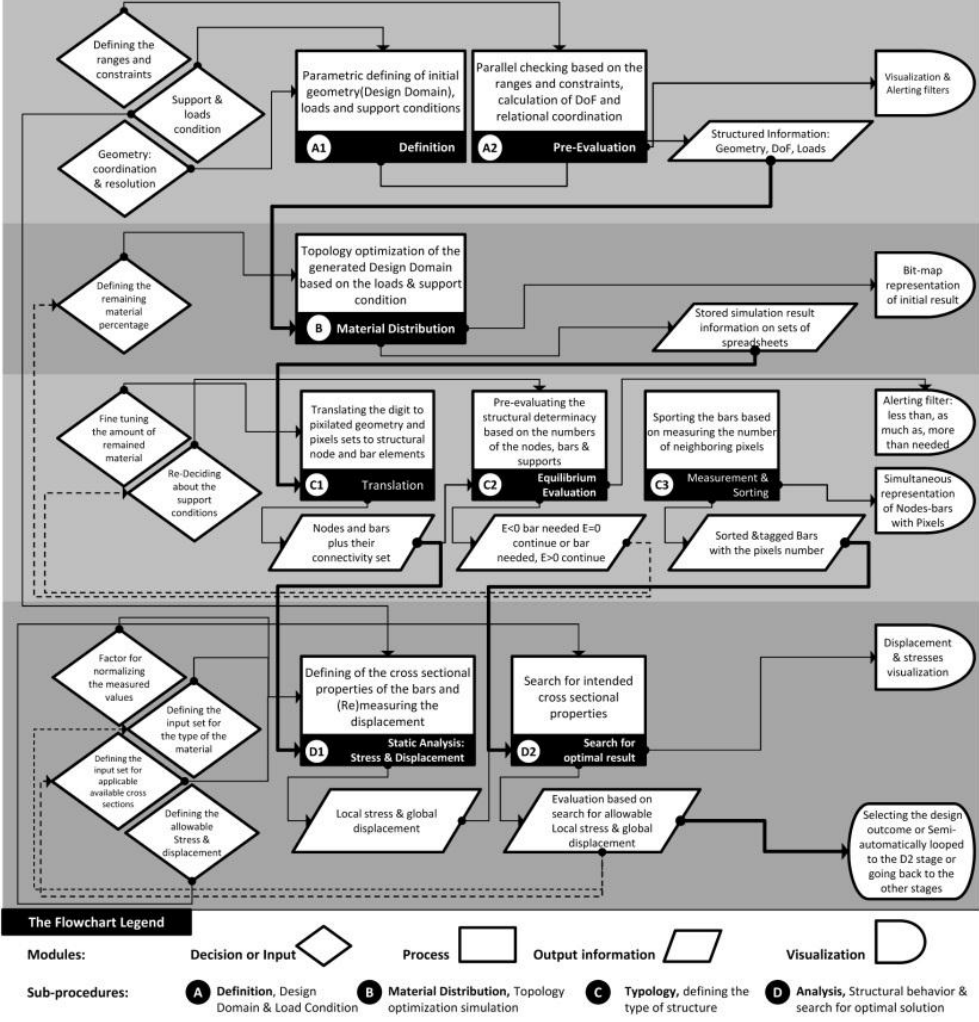 Defining the
ranges and
constraints
Support &
loads
condition
Geometry:
coordination
& resolution
Parametric defining of initial
geometry(Design Domain),
loads and support conditions
A1 Definition
Parallel checking based on the
ranges and constraints,
calculation of DoF and
relational coordination
A2 Pre-Evaluation
Visualization &
Alerting filters
Structured Information:
Geometry, DoF, Loads
Defining the
remaining
material
percentage
Topology optimization of the
generated Design Domain
based on the loads & support
condition
B Material Distribution
Bit-map
representation
of initial result
Stored simulation result
information on sets of
spreadsheets
Fine tuning
the amount of
remained
material
Re-Deciding
about the
support
conditions
Translating the digit to
pixilated geometry and
pixels sets to structural
node and bar elements
C1 Translation
Pre-evaluating the
structural determinacy
based on the numbers
of the nodes, bars &
supports
C2 Equilibrium
Evaluation
Sporting the bars based
on measuring the number
of neighboring pixels
C3 Measurement &
Sorting
Alerting filter:
less than, as
much as, more
than needed
Simultaneous
representation
of Nodes-bars
with Pixels
Nodes and bars
plus their
connectivity set
E<0 bar needed E=0
continue or bar
needed, E>0 continue
Sorted &tagged Bars
with the pixels number
Factor for
normalizing
the measured
values
Defining the
input set for
the type of the
material
Defining the
input set for
applicable
available cross
sections
Defining the
allowable
Stress &
displacement
Defining of the cross sectional
properties of the bars and
(Re)measuring the
displacement
D1 Static Analysis:
Stress & Displacement
Search for intended
cross sectional
properties
D2 Search for
optimal result
Displacement
& stresses
visualization
Local stress & global
displacement
Evaluation based on
search for allowable
Local stress & global
displacement
Selecting the design
outcome or Semi-
automatically looped
to the D2 stage or
going back to the
other stages
The Flowchart Legend
Modules: Decision or Input Process Output information Visualization
Sub-procedures: A Definition, Design
Domain & Load Condition
B Material Distribution, Topology
optimization simulation
C Typology, defining the
type of structure
D Analysis, Structural behavior &
search for optimal solution